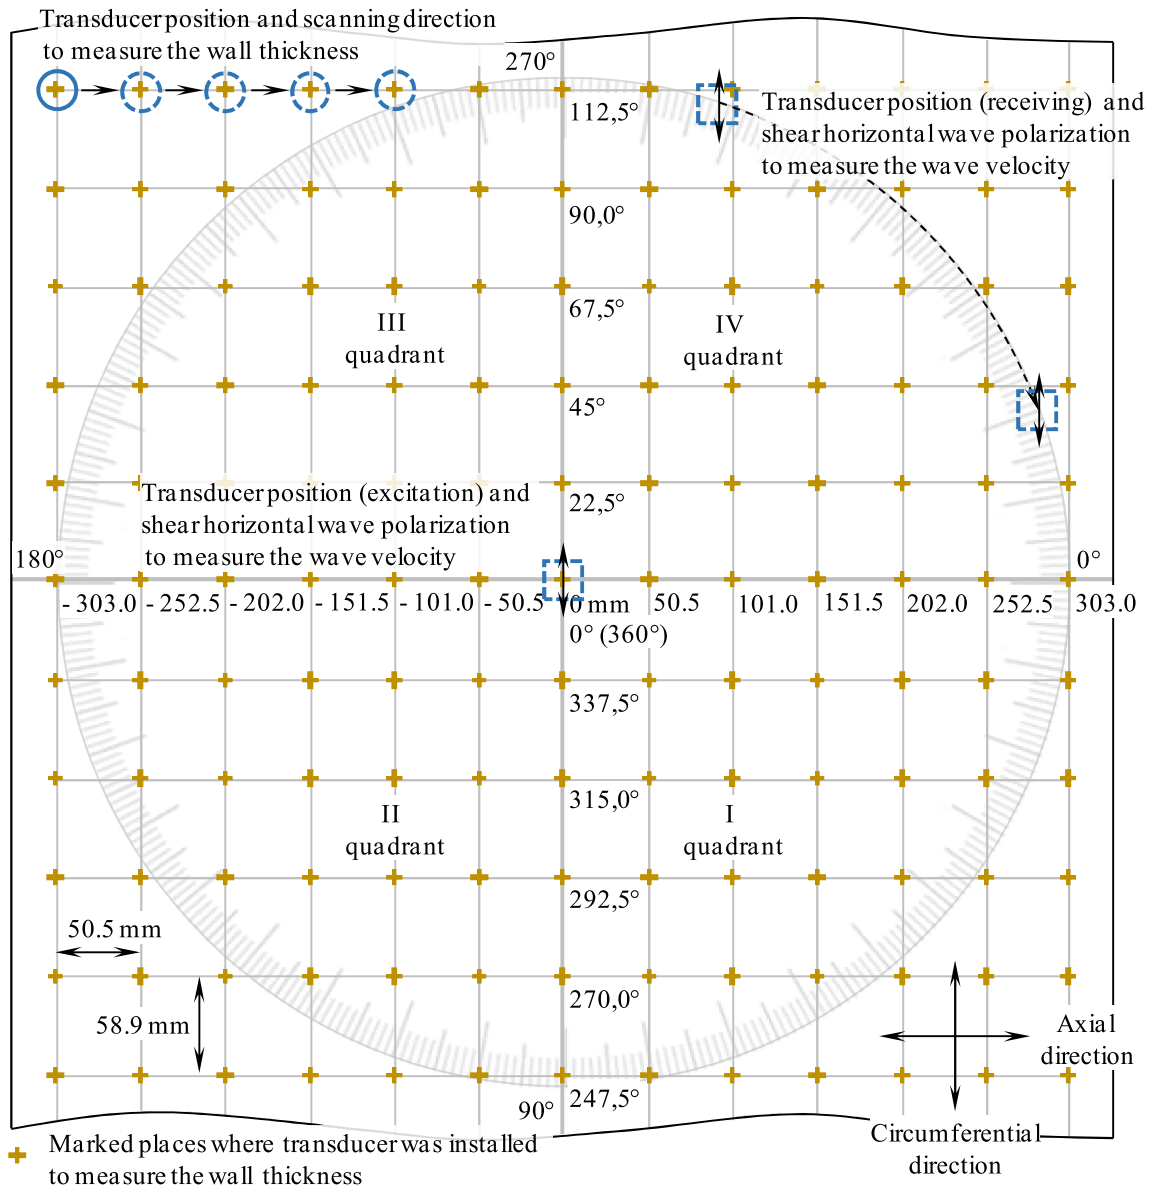 Transducer position and scanning direction
to measure the wall thickness
270°
112,5°
Transducer position (receiving) and
shear horizontal wave polarization
to measure the wave velocity
90,0°
67,5°
III
quadrant
IV
quadrant
45°
Transducer position (excitation) and
shear horizontal wave polarization
to measure the wave velocity
22,5°
180°
0°
-303.0 -252.5 -202.0 -151.5 -101.0 -50.5 0 mm 50.5 101.0 151.5 202.0 252.5 303.0
0° (360°)
337,5°
315,0°
II
quadrant
I
quadrant
292,5°
50.5 mm
270,0°
58.9 mm
Axial
direction
247,5°
90°
Circumferential
direction
Marked places where transducer was installed
to measure the wall thickness